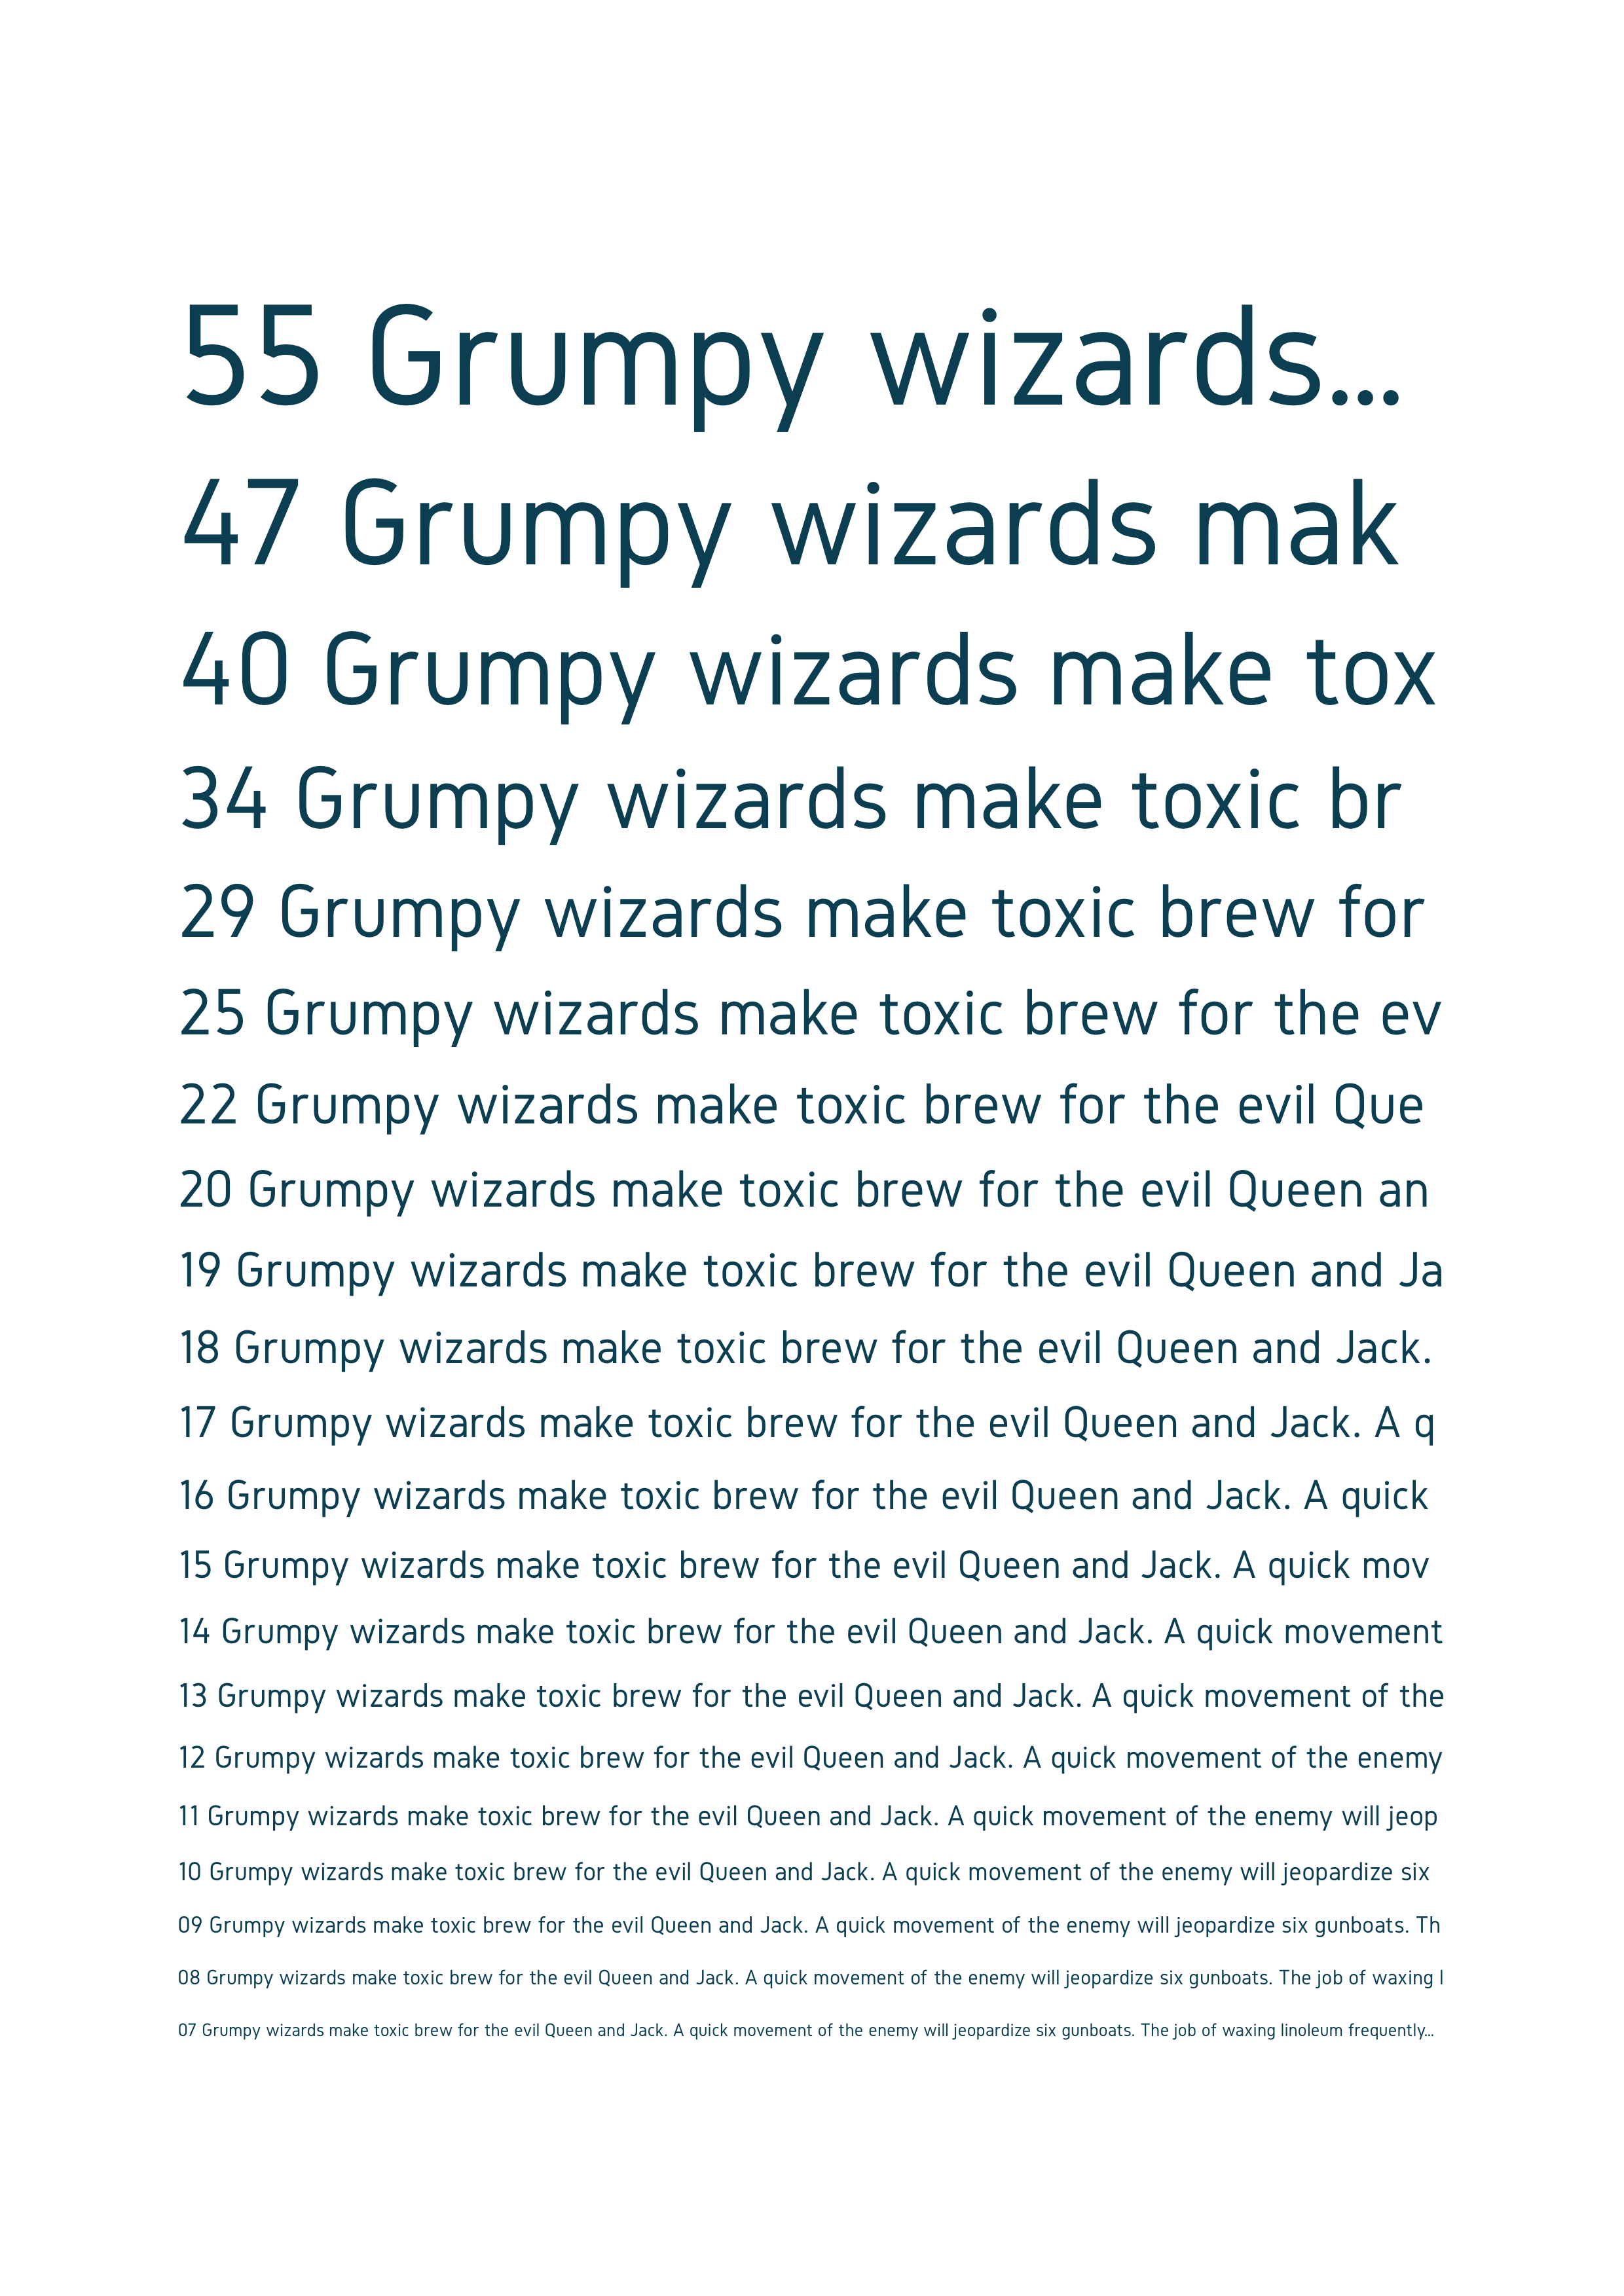 55 Grumpy wizards...
47 Grumpy wizards mak
40 Grumpy wizards make tox
34 Grumpy wizards make toxic br
29 Grumpy wizards make toxic brew for
25 Grumpy wizards make toxic brew for the ev
22 Grumpy wizards make toxic brew for the evil Que
20 Grumpy wizards make toxic brew for the evil Queen an
19 Grumpy wizards make toxic brew for the evil Queen and Ja
18 Grumpy wizards make toxic brew for the evil Queen and Jack.
17 Grumpy wizards make toxic brew for the evil Queen and Jack. A q
16 Grumpy wizards make toxic brew for the evil Queen and Jack. A quick
15 Grumpy wizards make toxic brew for the evil Queen and Jack. A quick mov
14 Grumpy wizards make toxic brew for the evil Queen and Jack. A quick movement
13 Grumpy wizards make toxic brew for the evil Queen and Jack. A quick movement of the
12 Grumpy wizards make toxic brew for the evil Queen and Jack. A quick movement of the enemy
11 Grumpy wizards make toxic brew for the evil Queen and Jack. A quick movement of the enemy will jeop
10 Grumpy wizards make toxic brew for the evil Queen and Jack. A quick movement of the enemy will jeopardize six
09 Grumpy wizards make toxic brew for the evil Queen and Jack. A quick movement of the enemy will jeopardize six gunboats. Th
08 Grumpy wizards make toxic brew for the evil Queen and Jack. A quick movement of the enemy will jeopardize six gunboats. The job of waxing l
07 Grumpy wizards make toxic brew for the evil Queen and Jack. A quick movement of the enemy will jeopardize six gunboats. The job of waxing linoleum frequently...